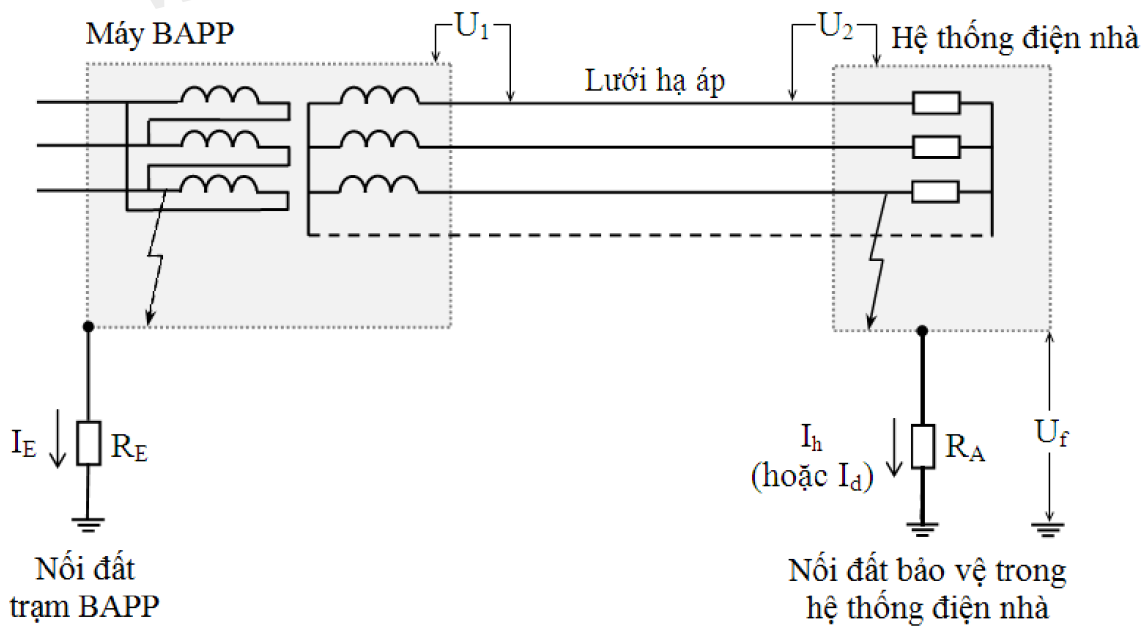 Máy BAPP
U1
U2
Hệ thống điện nhà
Lưới hạ áp
IE
RE
Ih
(hoặc Id)
RA
Uf
Nối đất
trạm BAPP
Nối đất bảo vệ trong
hệ thống điện nhà